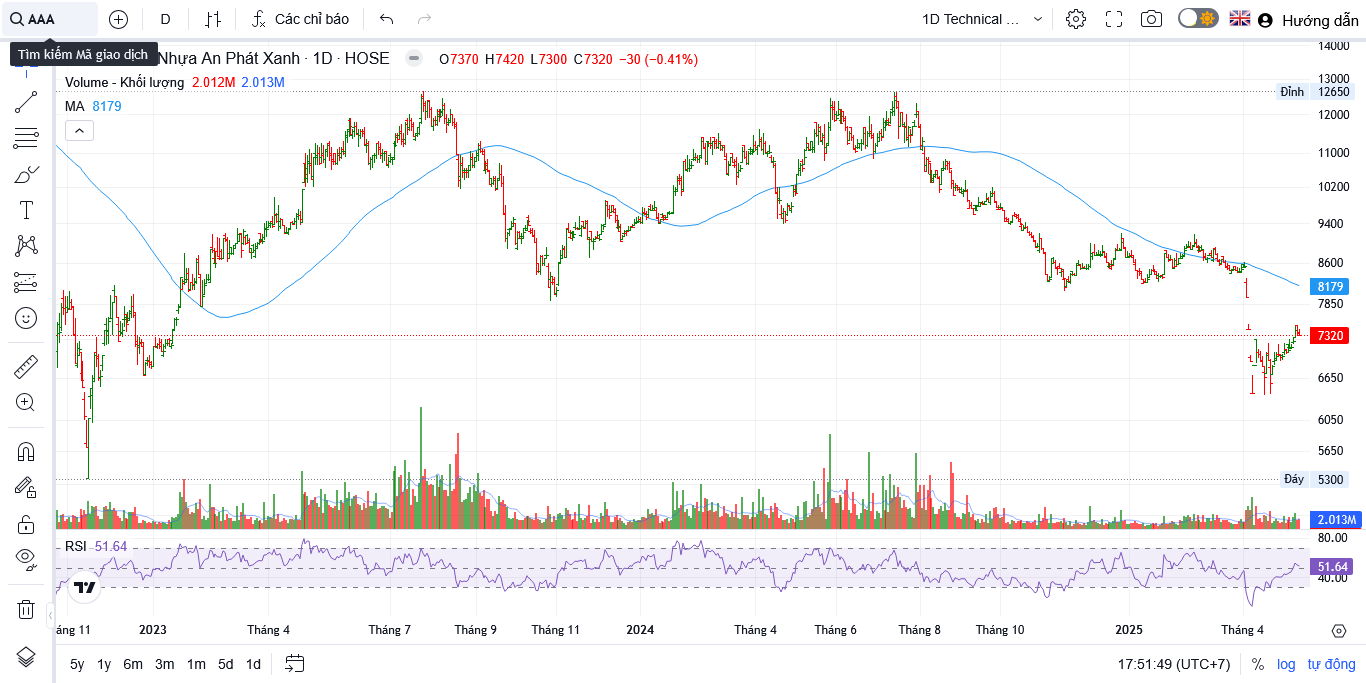 AAA D Các chỉ báo 1D Technical ... Hướng dẫn
Tìm kiếm Mã giao dịch Nhựa An Phát Xanh · 1D · HOSE O7370 H7420 L7300 C7320 −30 (−0.41%)
Volume - Khối lượng 2.012M 2.013M
MA 8179
14000
13000
Đỉnh 12650
12000
11000
10200
9400
8600
8179
7850
7320
6650
6050
5650
Đáy 5300
2.013M
80.00
RSI 51.64
51.64
40.00
áng 11 2023 Tháng 4 Tháng 7 Tháng 9 Tháng 11 2024 Tháng 4 Tháng 6 Tháng 8 Tháng 10 2025 Tháng 4
5y 1y 6m 3m 1m 5d 1d 17:51:49 (UTC+7) % log tự động